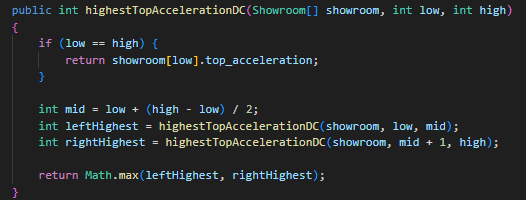 public int highestTopAccelerationDC(Showroom[] showroom, int low, int high)
{
if (low == high) {
return showroom[low].top_acceleration;
}
int mid = low + (high - low) / 2;
int leftHighest = highestTopAccelerationDC(showroom, low, mid);
int rightHighest = highestTopAccelerationDC(showroom, mid + 1, high);
return Math.max(leftHighest, rightHighest);
}